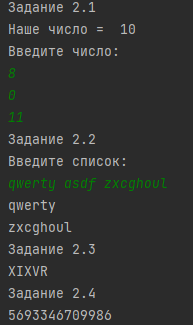 Задание 2.1
Наше число =  10
Введите число:
8
0
11
Задание 2.2
Введите список:
qwerty asdf zxcghoul
qwerty
zxcghoul
Задание 2.3
XIXVR
Задание 2.4
5693346709986